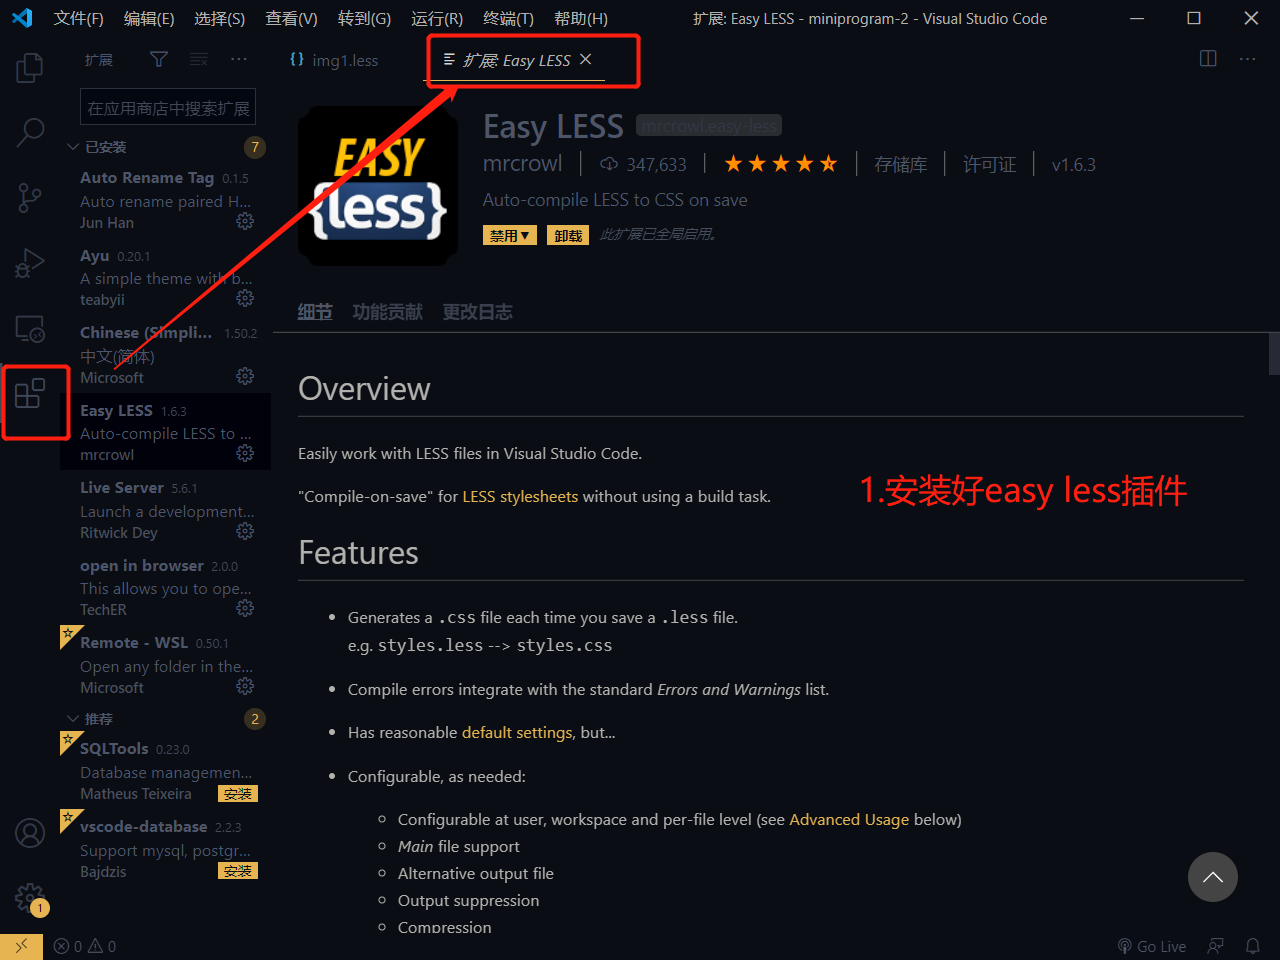 文件(F) 编辑(E) 选择(S) 查看(V) 转到(G) 运行(R) 终端(T) 帮助(H) 扩展: Easy LESS - miniprogram-2 - Visual Studio Code
扩展
{} img1.less
扩展: Easy LESS
在应用商店中搜索扩展
已安装 7
Auto Rename Tag 0.1.5
Auto rename paired H...
Jun Han
Ayu 0.20.1
A simple theme with b...
teabyii
Chinese (Simpli... 1.50.2
中文(简体)
Microsoft
Easy LESS 1.6.3
Auto-compile LESS to ...
mrcrowl
Live Server 5.6.1
Launch a development...
Ritwick Dey
open in browser 2.0.0
This allows you to ope...
TechER
Remote - WSL 0.50.1
Open any folder in the...
Microsoft
推荐 2
SQLTools 0.23.0
Database managemen...
Matheus Teixeira 安装
vscode-database 2.2.3
Support mysql, postgr...
Bajdzis 安装
1
EASY
{less}
Easy LESS mrcrowl.easy-less
mrcrowl 347,633 存储库 许可证 v1.6.3
Auto-compile LESS to CSS on save
禁用▼ 卸载 此扩展已全局启用。
细节 功能贡献 更改日志
Overview
Easily work with LESS files in Visual Studio Code.
"Compile-on-save" for LESS stylesheets without using a build task.
1.安装好easy less插件
Features
• Generates a .css file each time you save a .less file.
e.g. styles.less --> styles.css
• Compile errors integrate with the standard Errors and Warnings list.
• Has reasonable default settings, but...
• Configurable, as needed:
◦ Configurable at user, workspace and per-file level (see Advanced Usage below)
◦ Main file support
◦ Alternative output file
◦ Output suppression
◦ Compression
0 0 Go Live